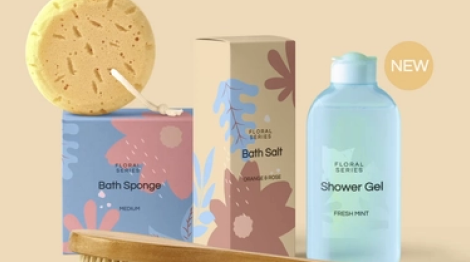 NEW
FLORAL
SERIES
Bath Sponge
MEDIUM
FLORAL
SERIES
Bath Salt
ORANGE & ROSE
FLORAL
SERIES
Shower Gel
FRESH MINT